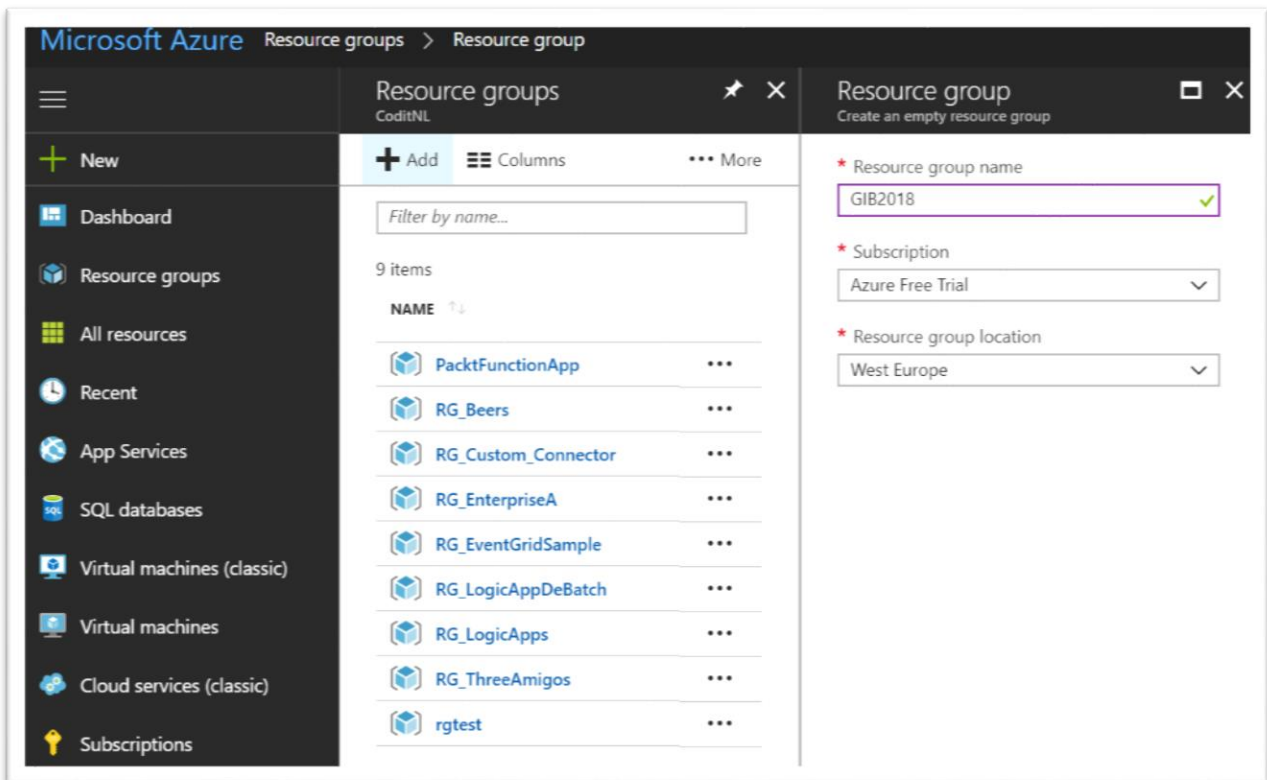 Microsoft Azure Resource groups > Resource group
Resource groups
CoditNL
Resource group
Create an empty resource group
New
Dashboard
Resource groups
All resources
Recent
App Services
SQL databases
Virtual machines (classic)
Virtual machines
Cloud services (classic)
Subscriptions
Add Columns ••• More
Filter by name...
9 items
NAME
PacktFunctionApp •••
RG_Beers •••
RG_Custom_Connector •••
RG_EnterpriseA •••
RG_EventGridSample •••
RG_LogicAppDeBatch •••
RG_LogicApps •••
RG_ThreeAmigos •••
rgtest •••
* Resource group name
GIB2018
* Subscription
Azure Free Trial
* Resource group location
West Europe